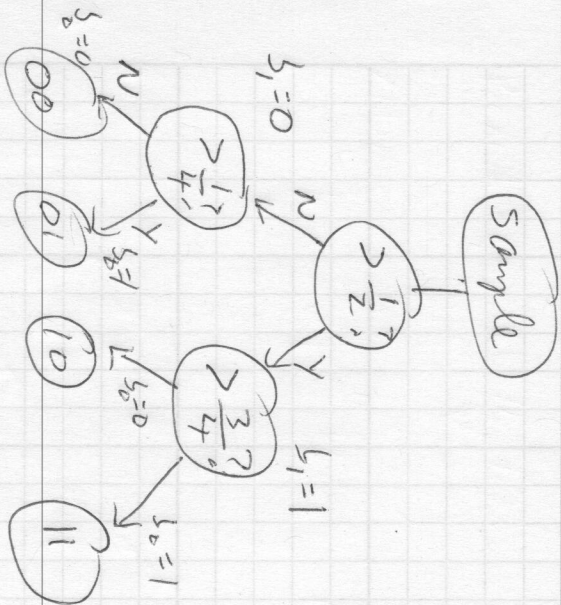 Sample
> 1/2?
N
Y
b₁=0
b₁=1
> 1/4?
> 3/4?
N
Y
b₀=0
b₀=1
b₀=0
b₀=1
00
01
10
11